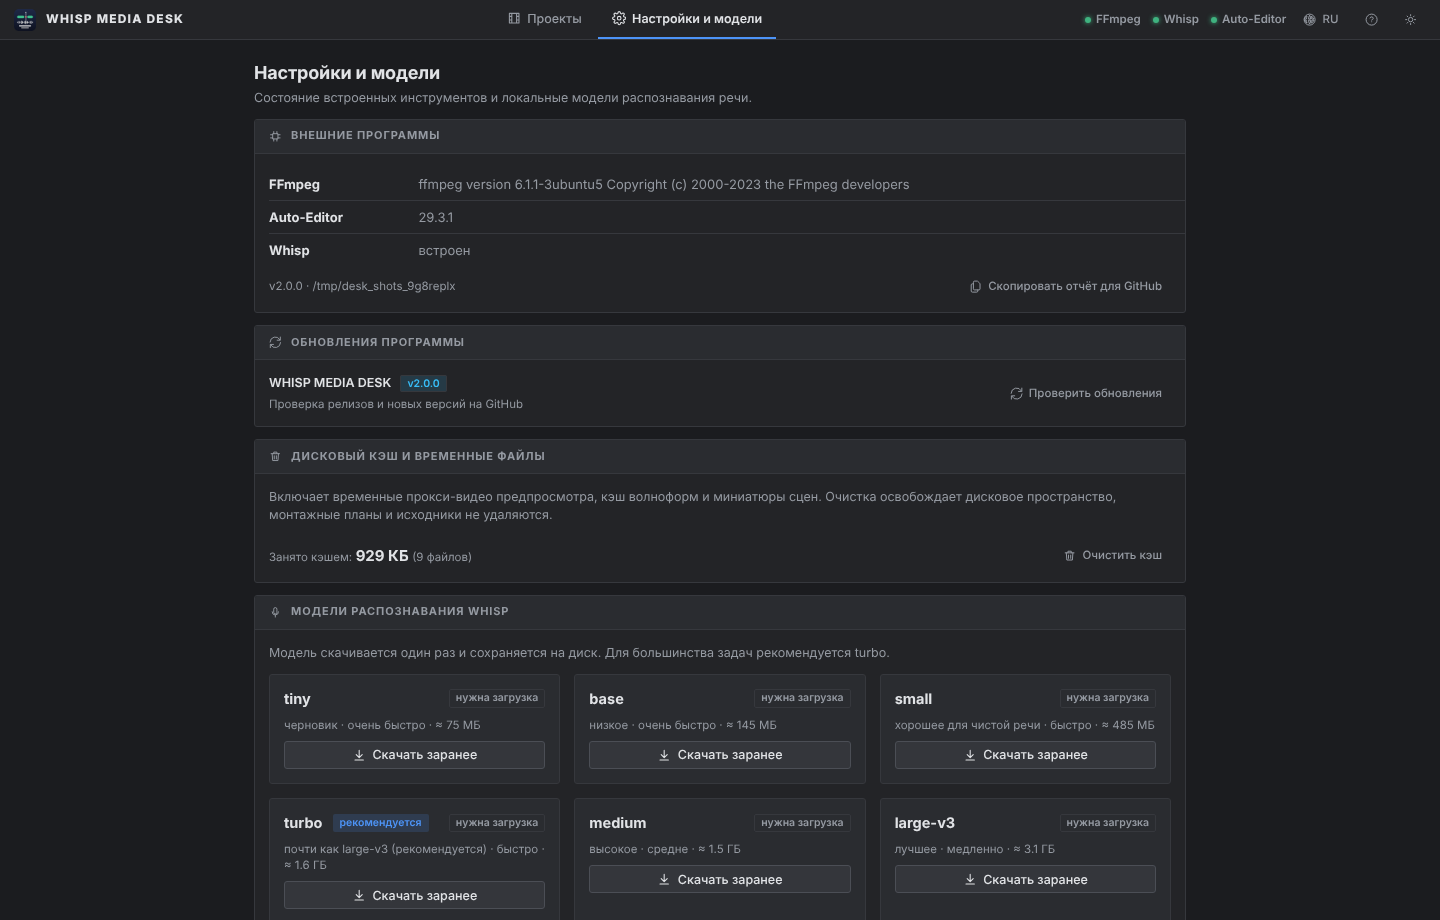 WHISP MEDIA DESK
Проекты
Настройки и модели
FFmpeg
Whisp
Auto-Editor
RU
Настройки и модели
Состояние встроенных инструментов и локальные модели распознавания речи.
ВНЕШНИЕ ПРОГРАММЫ
FFmpeg ffmpeg version 6.1.1-3ubuntu5 Copyright (c) 2000-2023 the FFmpeg developers
Auto-Editor 29.3.1
Whisp встроен
v2.0.0 · /tmp/desk_shots_9g8replx
Скопировать отчёт для GitHub
ОБНОВЛЕНИЯ ПРОГРАММЫ
WHISP MEDIA DESK v2.0.0
Проверка релизов и новых версий на GitHub
Проверить обновления
ДИСКОВЫЙ КЭШ И ВРЕМЕННЫЕ ФАЙЛЫ
Включает временные прокси-видео предпросмотра, кэш волноформ и миниатюры сцен. Очистка освобождает дисковое пространство,
монтажные планы и исходники не удаляются.
Занято кэшем: 929 КБ (9 файлов)
Очистить кэш
МОДЕЛИ РАСПОЗНАВАНИЯ WHISP
Модель скачивается один раз и сохраняется на диск. Для большинства задач рекомендуется turbo.
tiny нужна загрузка
черновик · очень быстро · ≈ 75 МБ
Скачать заранее
base нужна загрузка
низкое · очень быстро · ≈ 145 МБ
Скачать заранее
small нужна загрузка
хорошее для чистой речи · быстро · ≈ 485 МБ
Скачать заранее
turbo рекомендуется нужна загрузка
почти как large-v3 (рекомендуется) · быстро ·
≈ 1.6 ГБ
Скачать заранее
medium нужна загрузка
высокое · средне · ≈ 1.5 ГБ
Скачать заранее
large-v3 нужна загрузка
лучшее · медленно · ≈ 3.1 ГБ
Скачать заранее